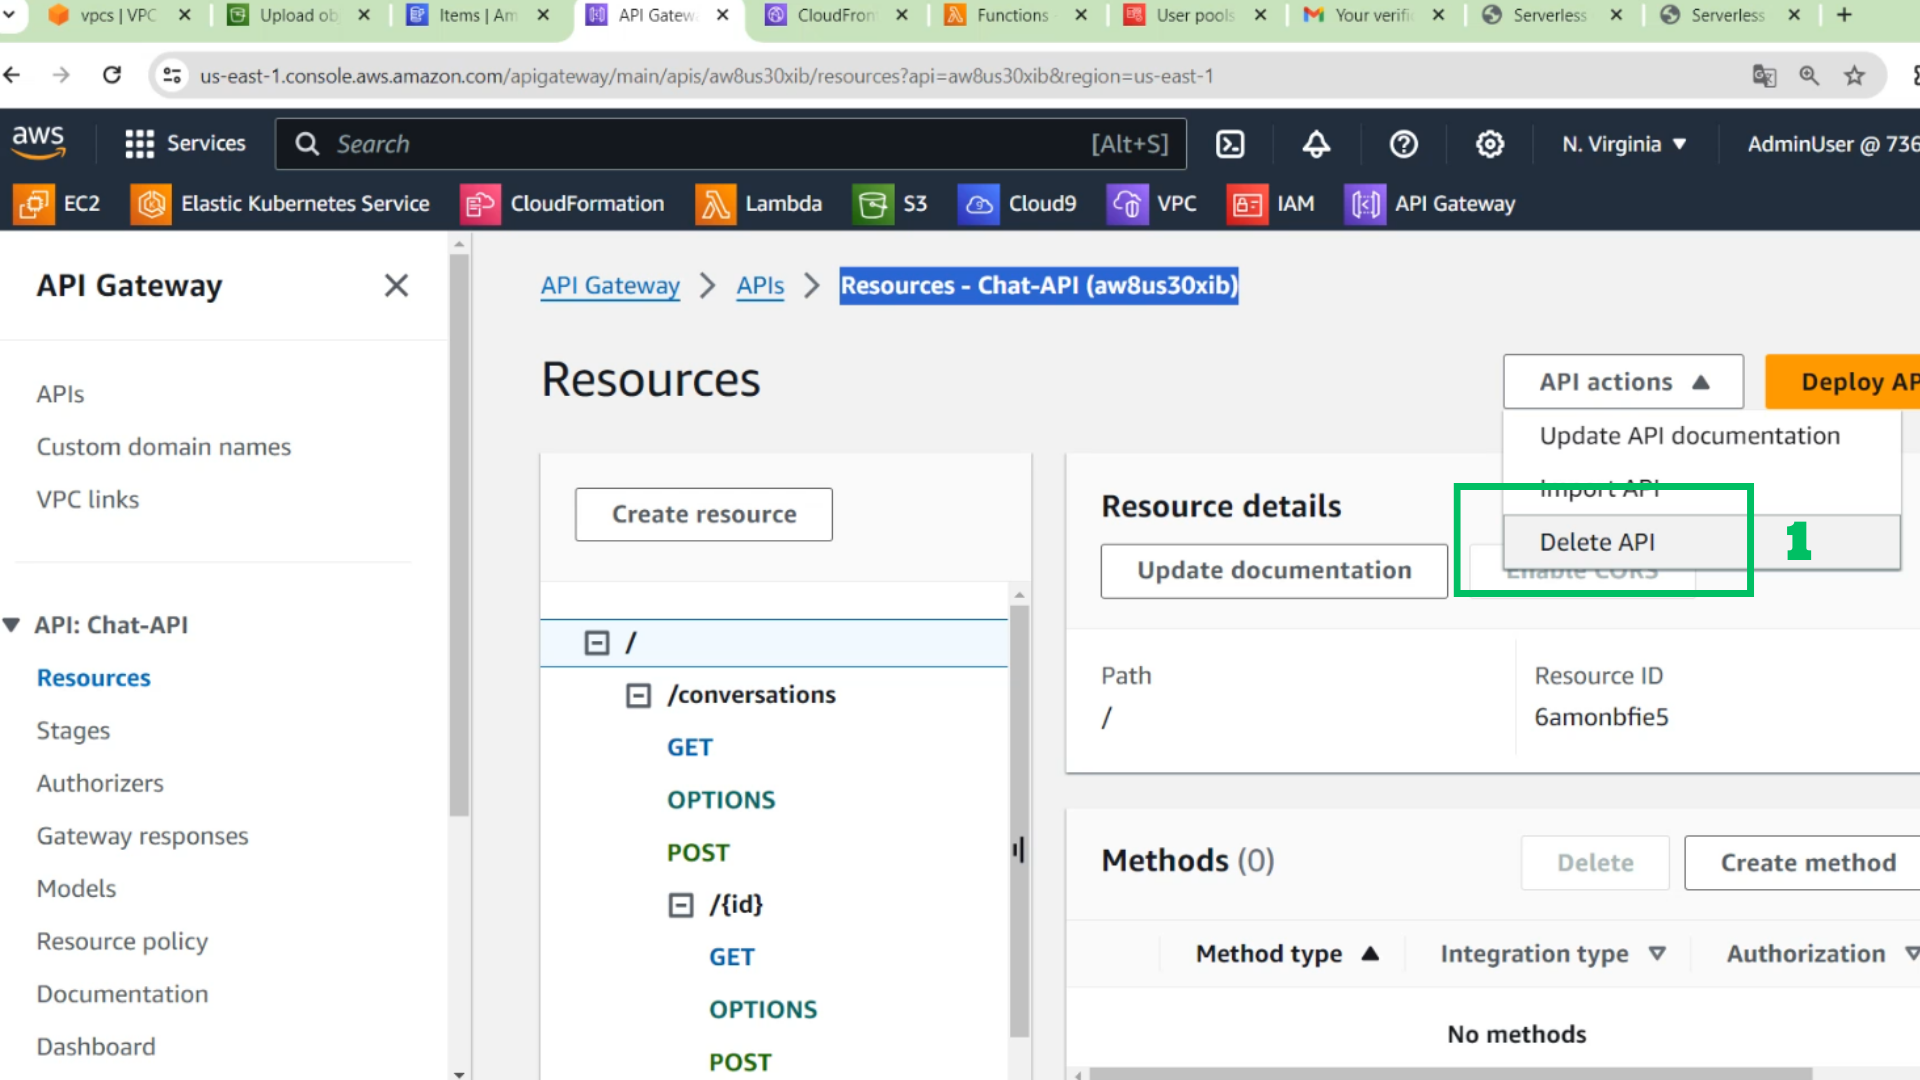 vpcs | VPC
Upload ob
Items | Am
API Gatew
CloudFron
Functions
User pools
Your verifi
Serverless
Serverless
us-east-1.console.aws.amazon.com/apigateway/main/apis/aw8us30xib/resources?api=aw8us30xib&region=us-east-1
aws
Services
Search
[Alt+S]
N. Virginia
AdminUser @ 736
EC2
Elastic Kubernetes Service
CloudFormation
Lambda
S3
Cloud9
VPC
IAM
API Gateway
API Gateway
APIs
Custom domain names
VPC links
API: Chat-API
Resources
Stages
Authorizers
Gateway responses
Models
Resource policy
Documentation
Dashboard
API Gateway > APIs > Resources - Chat-API (aw8us30xib)
Resources
API actions
Deploy AP
Update API documentation
Import API
Delete API
1
Create resource
/
/conversations
GET
OPTIONS
POST
/{id}
GET
OPTIONS
POST
Resource details
Update documentation
Enable CORS
Path
/
Resource ID
6amonbfie5
Methods (0)
Delete
Create method
Method type
Integration type
Authorization
No methods